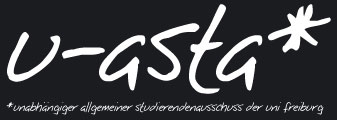 u-asta*
*unabhängiger allgemeiner studierendenausschuss der uni freiburg